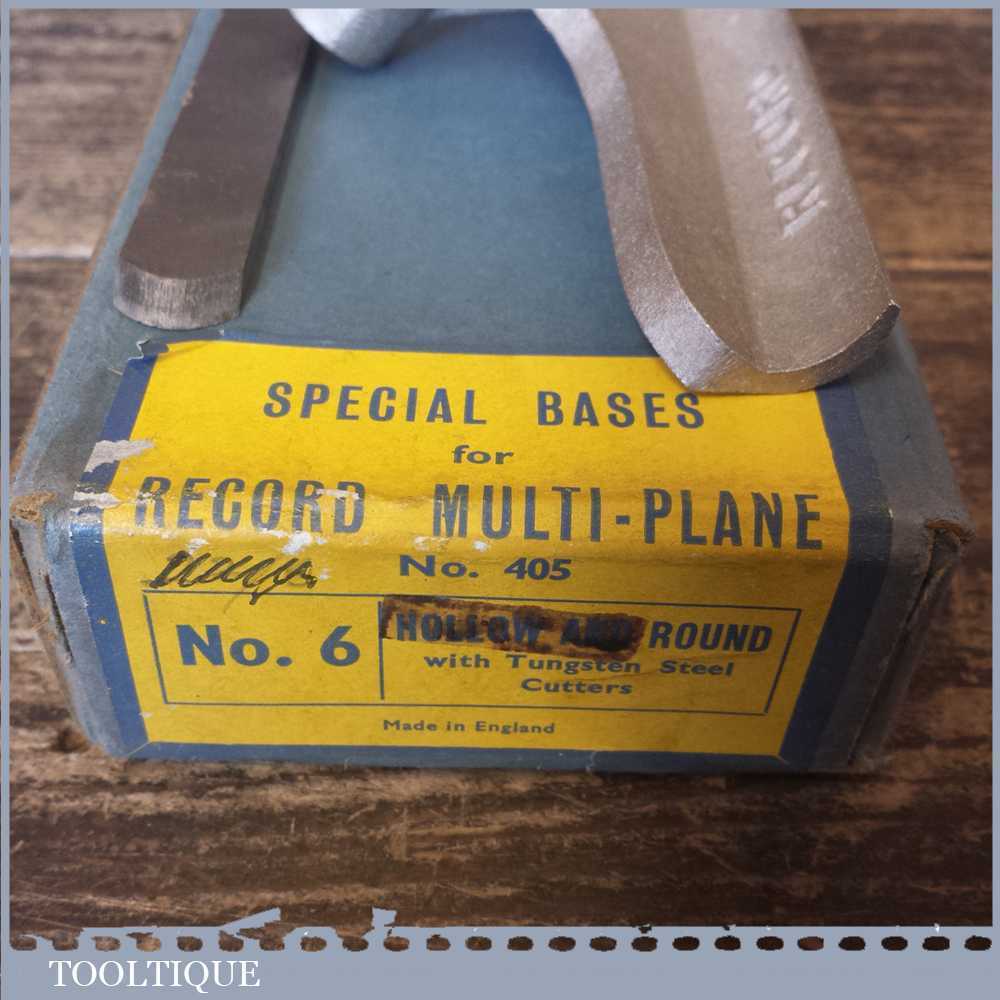 SPECIAL BASES
for
RECORD MULTI-PLANE
No. 405
No. 6
HOLLOW AND ROUND
with Tungsten Steel
Cutters
Made in England
TOOLTIQUE